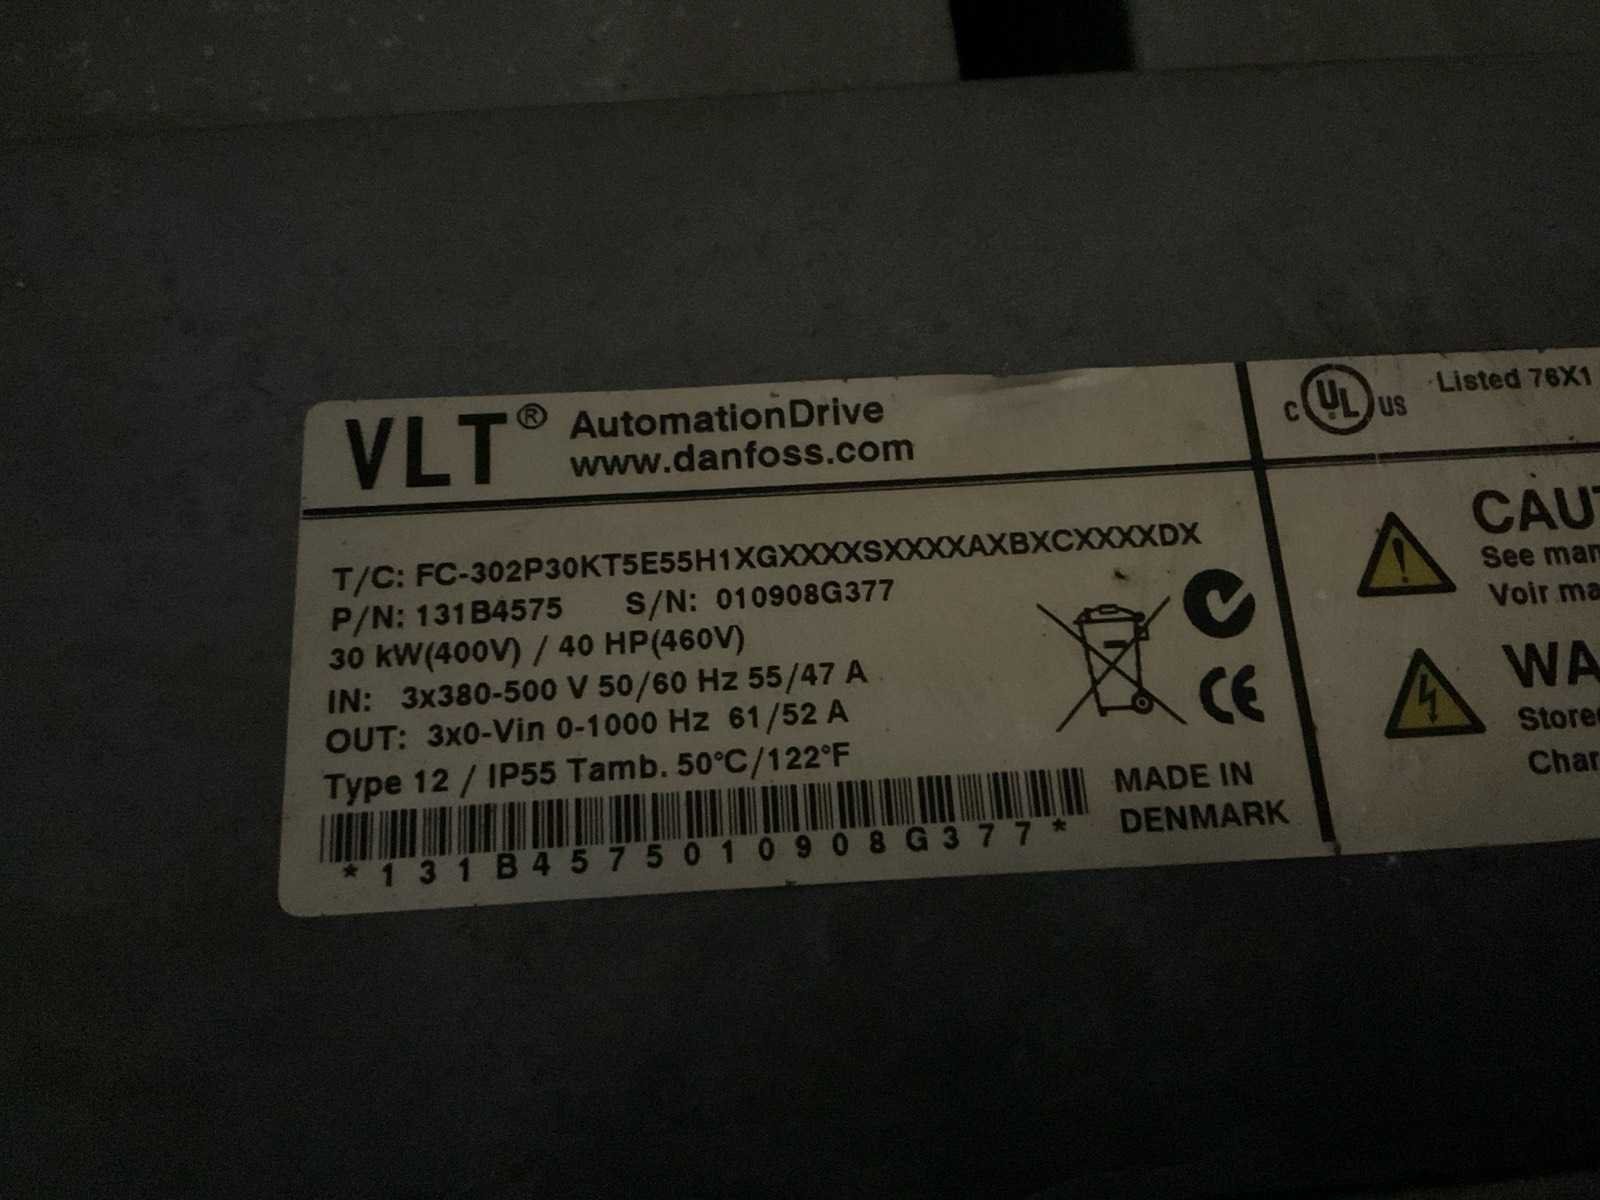 VLT® AutomationDrive
www.danfoss.com
T/C: FC-302P30KT5E55H1XGXXXXSXXXXAXBXCXXXXDX
P/N: 131B4575 S/N: 010908G377
30 kW(400V) / 40 HP(460V)
IN: 3x380-500 V 50/60 Hz 55/47 A
OUT: 3x0-Vin 0-1000 Hz 61/52 A
Type 12 / IP55 Tamb. 50°C/122°F
*131B4575010908G377*
CE
MADE IN
DENMARK
C UL US Listed 76X1
CAU
See man
Voir ma
WA
Store
Char